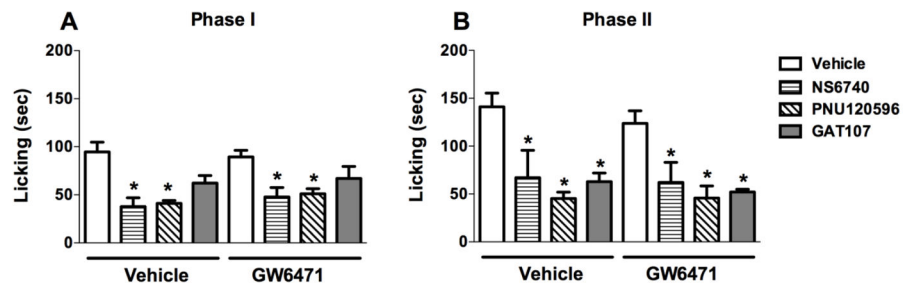 A
Phase I
Licking (sec)
200
150
100
50
0
* * * *
Vehicle GW6471
B
Phase II
Licking (sec)
200
150
100
50
0
* * * * * *
Vehicle GW6471
Vehicle
NS6740
PNU120596
GAT107